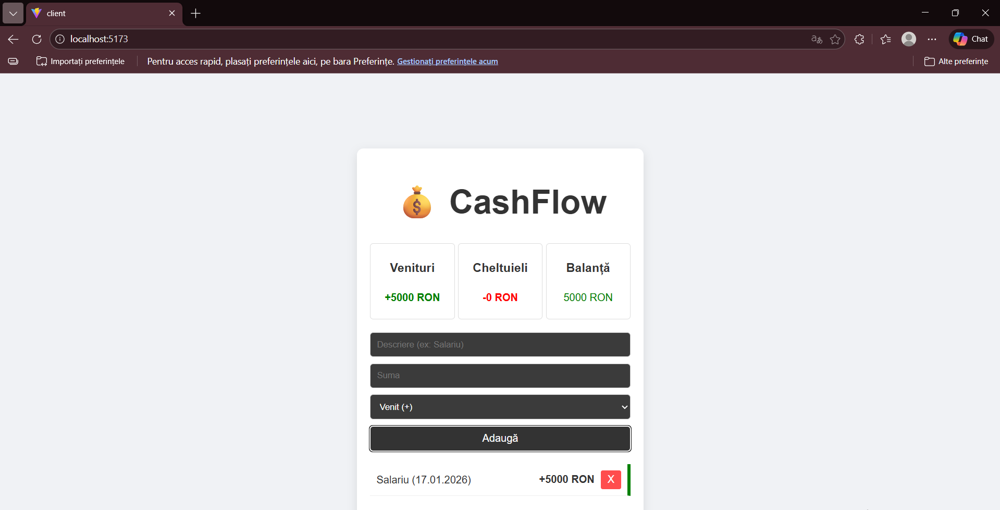 client
localhost:5173
Chat
Importați preferințele
Pentru acces rapid, plasați preferințele aici, pe bara Preferințe. Gestionați preferințele acum
Alte preferințe
$ CashFlow
Venituri
+5000 RON
Cheltuieli
-0 RON
Balanță
5000 RON
Descriere (ex: Salariu)
Suma
Venit (+)
Adaugă
Salariu (17.01.2026) +5000 RON X